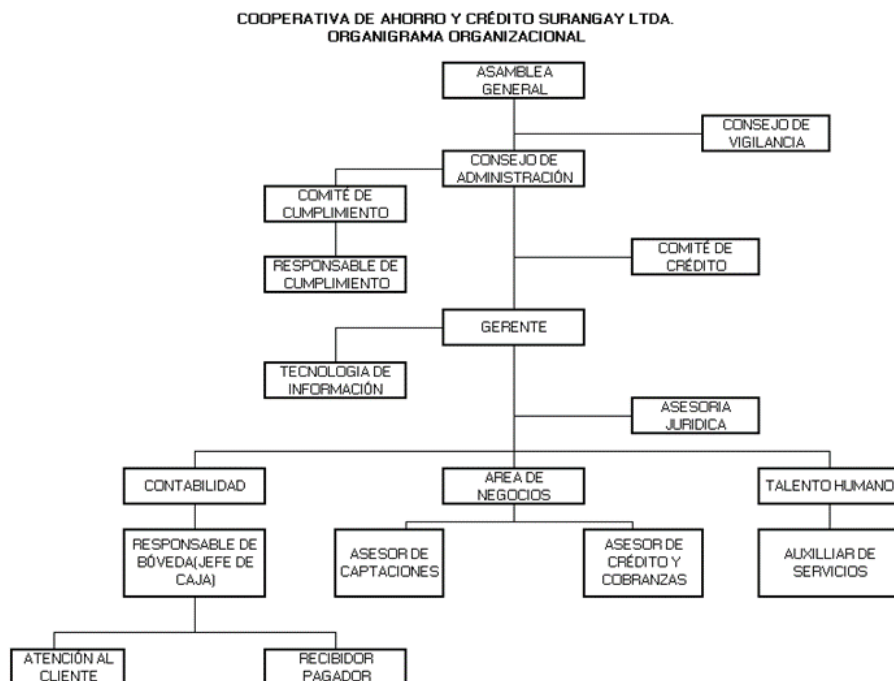 COOPERATIVA DE AHORRO Y CRÉDITO SURANGAY LTDA.
ORGANIGRAMA ORGANIZACIONAL
ASAMBLEA
GENERAL
CONSEJO DE
VIGILANCIA
CONSEJO DE
ADMINISTRACIÓN
COMITÉ DE
CUMPLIMIENTO
RESPONSABLE DE
CUMPLIMIENTO
COMITÉ DE
CRÉDITO
GERENTE
TECNOLOGIA DE
INFORMACIÓN
ASESORIA
JURIDICA
CONTABILIDAD
AREA DE
NEGOCIOS
TALENTO HUMANO
RESPONSABLE DE
BÓVEDA(JEFE DE
CAJA)
ASESOR DE
CAPTACIONES
ASESOR DE
CRÉDITO Y
COBRANZAS
AUXILLIAR DE
SERVICIOS
ATENCIÓN AL
CLIENTE
RECIBIDOR
PAGADOR